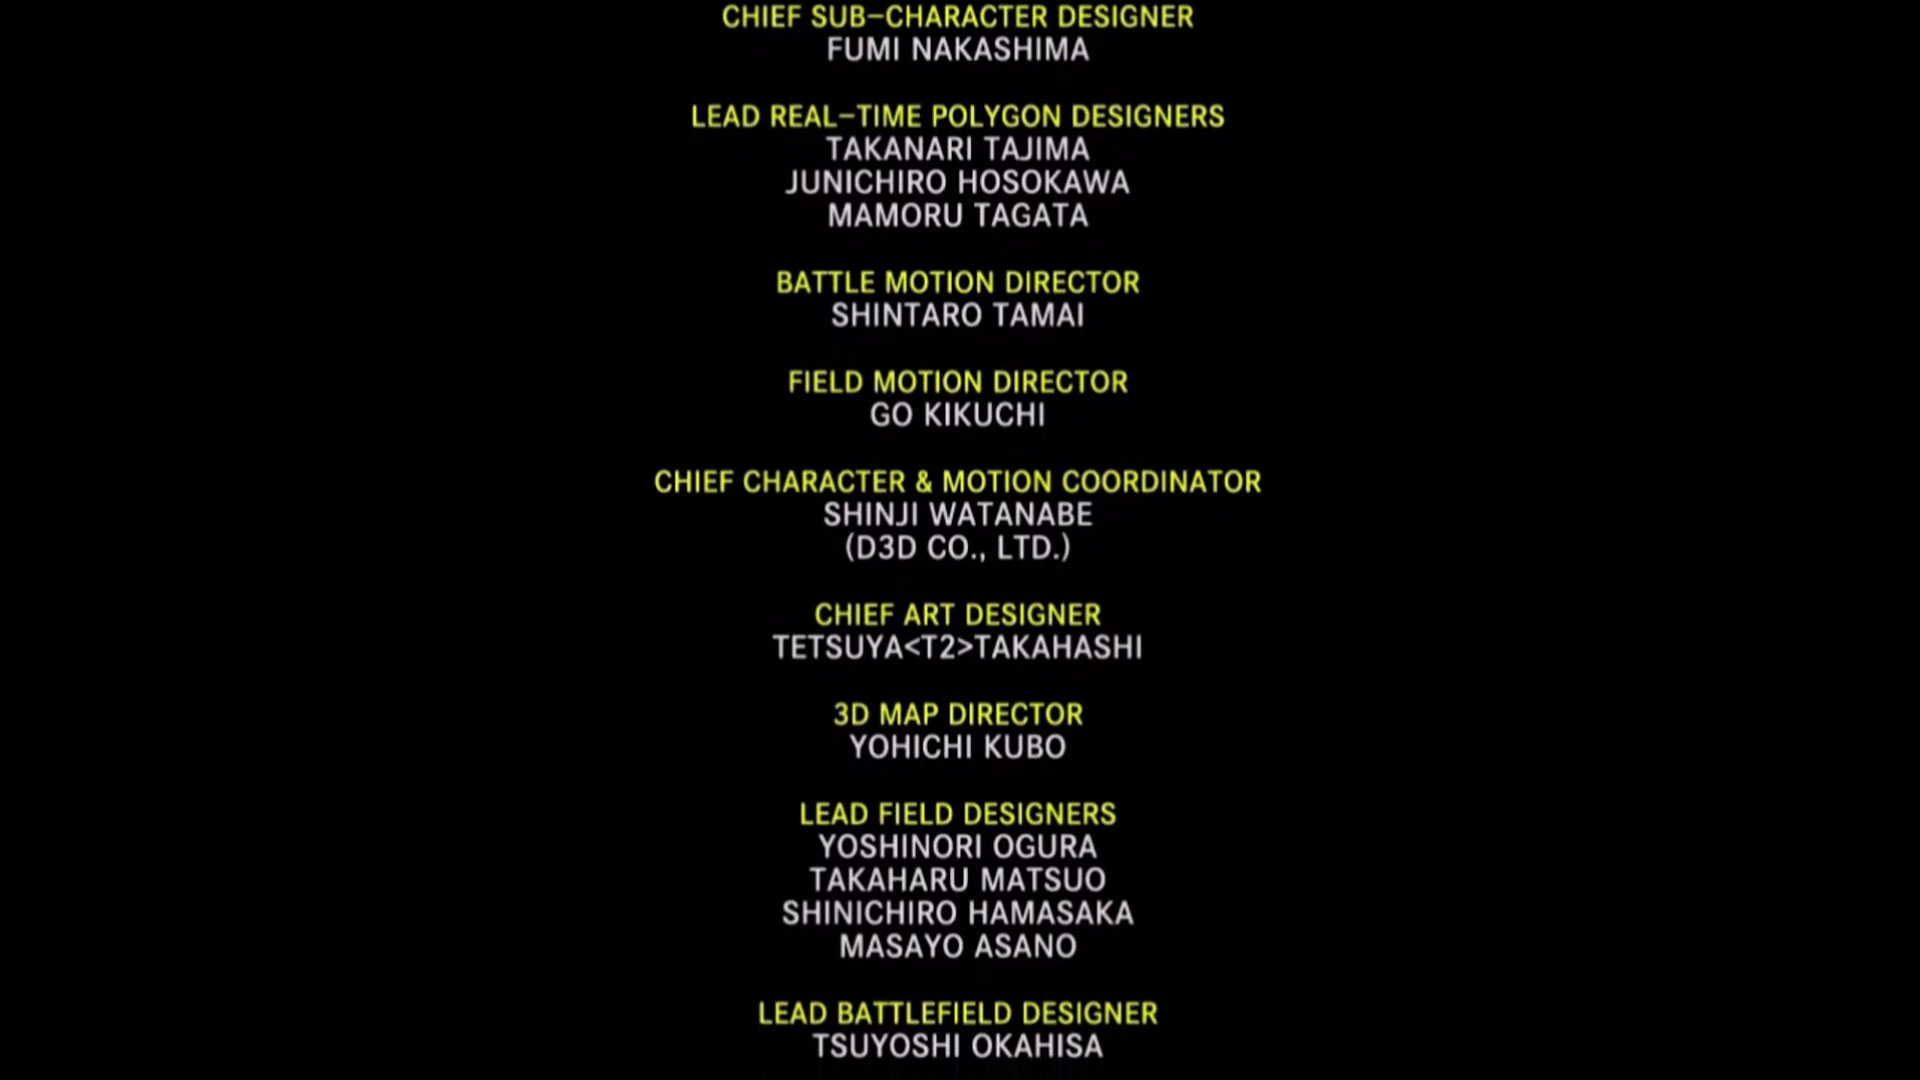 CHIEF SUB-CHARACTER DESIGNER
FUMI NAKASHIMA
LEAD REAL-TIME POLYGON DESIGNERS
TAKANARI TAJIMA
JUNICHIRO HOSOKAWA
MAMORU TAGATA
BATTLE MOTION DIRECTOR
SHINTARO TAMAI
FIELD MOTION DIRECTOR
GO KIKUCHI
CHIEF CHARACTER & MOTION COORDINATOR
SHINJI WATANABE
(D3D CO., LTD.)
CHIEF ART DESIGNER
TETSUYA<T2>TAKAHASHI
3D MAP DIRECTOR
YOHICHI KUBO
LEAD FIELD DESIGNERS
YOSHINORI OGURA
TAKAHARU MATSUO
SHINICHIRO HAMASAKA
MASAYO ASANO
LEAD BATTLEFIELD DESIGNER
TSUYOSHI OKAHISA